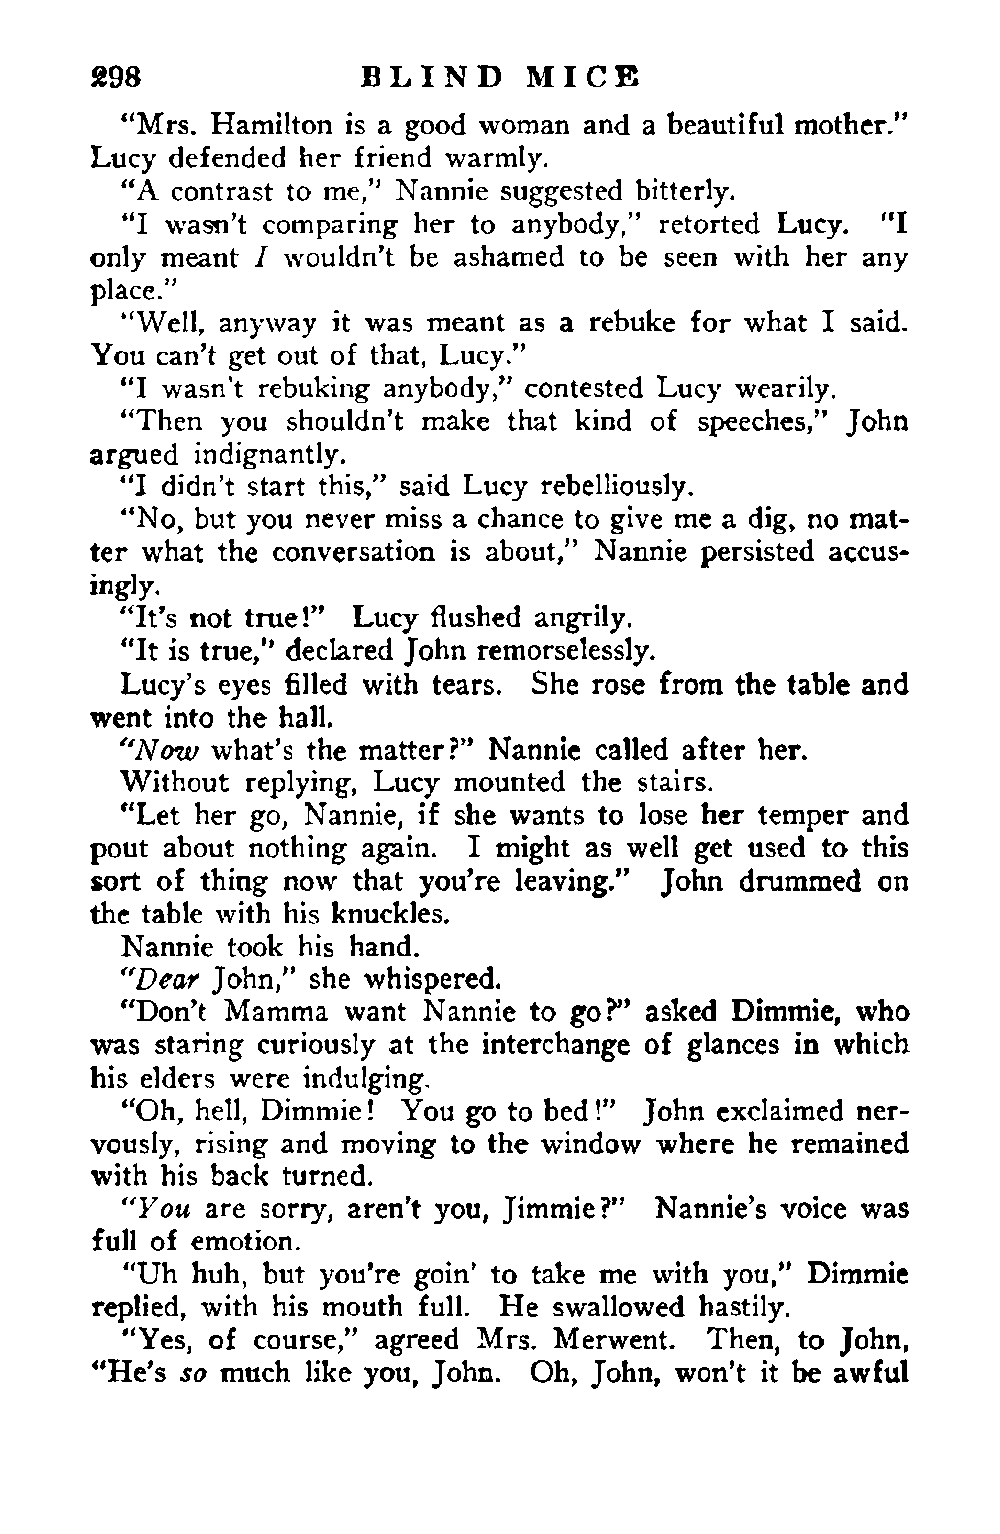 298 BLIND MICE
“Mrs. Hamilton is a good woman and a beautiful mother.”
Lucy defended her friend warmly.
“A contrast to me,” Nannie suggested bitterly.
“I wasn’t comparing her to anybody,” retorted Lucy. “I
only meant I wouldn’t be ashamed to be seen with her any
place.”
“Well, anyway it was meant as a rebuke for what I said.
You can’t get out of that, Lucy.”
“I wasn’t rebuking anybody,” contested Lucy wearily.
“Then you shouldn’t make that kind of speeches,” John
argued indignantly.
“I didn’t start this,” said Lucy rebelliously.
“No, but you never miss a chance to give me a dig, no mat-
ter what the conversation is about,” Nannie persisted accus-
ingly.
“It’s not true!” Lucy flushed angrily.
“It is true,” declared John remorselessly.
Lucy’s eyes filled with tears. She rose from the table and
went into the hall.
“Now what’s the matter?” Nannie called after her.
Without replying, Lucy mounted the stairs.
“Let her go, Nannie, if she wants to lose her temper and
pout about nothing again. I might as well get used to this
sort of thing now that you’re leaving.” John drummed on
the table with his knuckles.
Nannie took his hand.
“Dear John,” she whispered.
“Don’t Mamma want Nannie to go?” asked Dimmie, who
was staring curiously at the interchange of glances in which
his elders were indulging.
“Oh, hell, Dimmie! You go to bed!” John exclaimed ner-
vously, rising and moving to the window where he remained
with his back turned.
“You are sorry, aren’t you, Jimmie?” Nannie’s voice was
full of emotion.
“Uh huh, but you’re goin’ to take me with you,” Dimmie
replied, with his mouth full. He swallowed hastily.
“Yes, of course,” agreed Mrs. Merwent. Then, to John,
“He’s so much like you, John. Oh, John, won’t it be awful